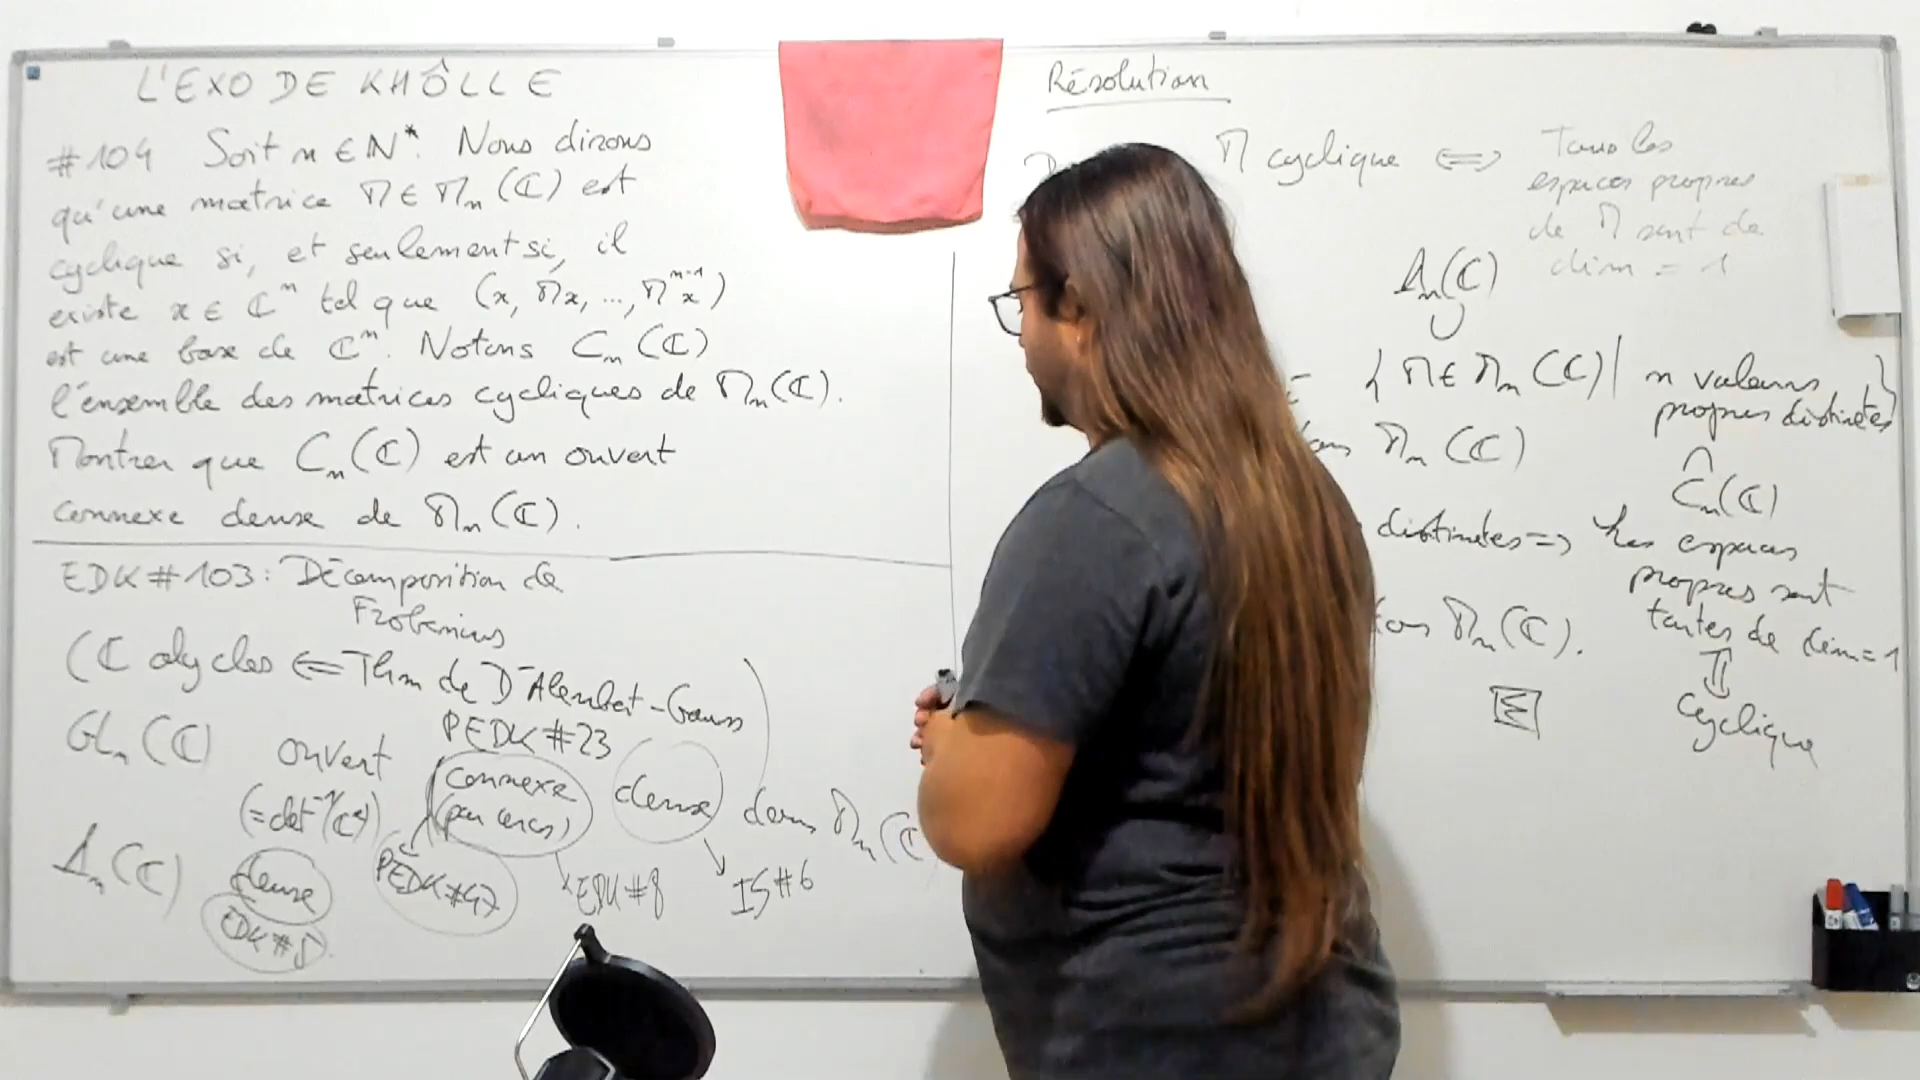 L'EXO DE KHÔLLE
#104 Soit n ∈ ℕ*. Nous dirons
qu'une matrice M ∈ Mₙ(ℂ) est
cyclique si, et seulement si, il
existe x ∈ ℂⁿ tel que (x, Mx, ..., Mⁿ⁻¹x)
est une base de ℂⁿ. Notons Cₙ(ℂ)
l'ensemble des matrices cycliques de Mₙ(ℂ).
Montrer que Cₙ(ℂ) est un ouvert
connexe dense de Mₙ(ℂ).
EDK #103 : Décomposition de
Frobenius
(ℂ alg clos ⇐ Thm de D'Alembert-Gauss
PEDK #23
GLₙ(ℂ) ouvert connexe dense dans Mₙ(ℂ
(= det⁻¹(ℂ*)) (par arcs)
Δₙ(ℂ) dense PEDK #47 EDK #8 IS #6
EDK #5
Résolution
M cyclique ⇔ Tous les
espaces propres
de M sont de
dim = 1
Δₙ(ℂ)
∪
= { M ∈ Mₙ(ℂ) | n valeurs
propres distinctes }
Mₙ(ℂ)
∩
Cₙ(ℂ)
distinctes ⇒ Les espaces
propres sont
toutes de dim = 1
Mₙ(ℂ).
⇕
cyclique